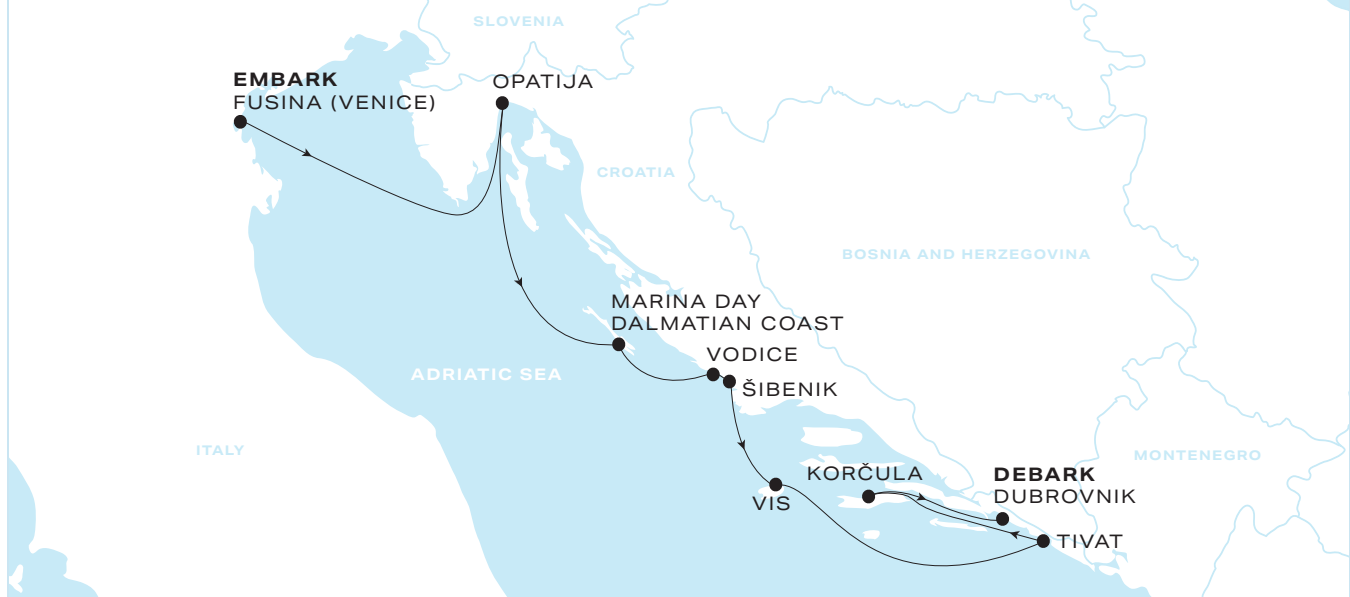 SLOVENIA
EMBARK
FUSINA (VENICE)
OPATIJA
CROATIA
BOSNIA AND HERZEGOVINA
MARINA DAY
DALMATIAN COAST
VODICE
ADRIATIC SEA
ŠIBENIK
ITALY
MONTENEGRO
KORČULA
DEBARK
DUBROVNIK
VIS
TIVAT